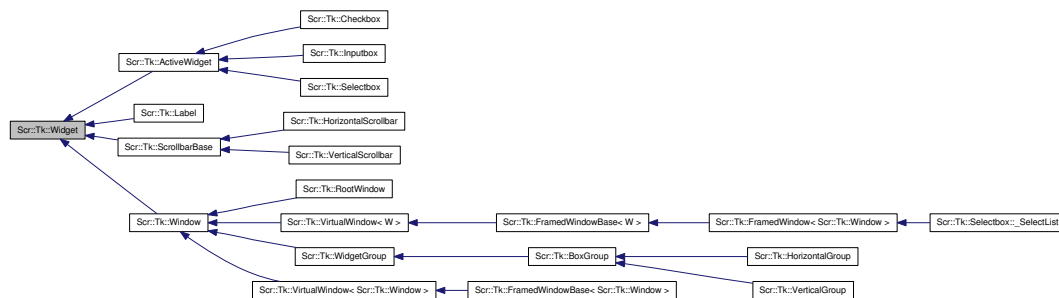 Scr::Tk::Checkbox
Scr::Tk::Inputbox
Scr::Tk::ActiveWidget
Scr::Tk::Selectbox
Scr::Tk::Label
Scr::Tk::HorizontalScrollbar
Scr::Tk::Widget
Scr::Tk::ScrollbarBase
Scr::Tk::VerticalScrollbar
Scr::Tk::RootWindow
Scr::Tk::Window
Scr::Tk::VirtualWindow< W >
Scr::Tk::FramedWindowBase< W >
Scr::Tk::FramedWindow< Scr::Tk::Window >
Scr::Tk::Selectbox::_SelectList
Scr::Tk::WidgetGroup
Scr::Tk::BoxGroup
Scr::Tk::HorizontalGroup
Scr::Tk::VirtualWindow< Scr::Tk::Window >
Scr::Tk::FramedWindowBase< Scr::Tk::Window >
Scr::Tk::VerticalGroup